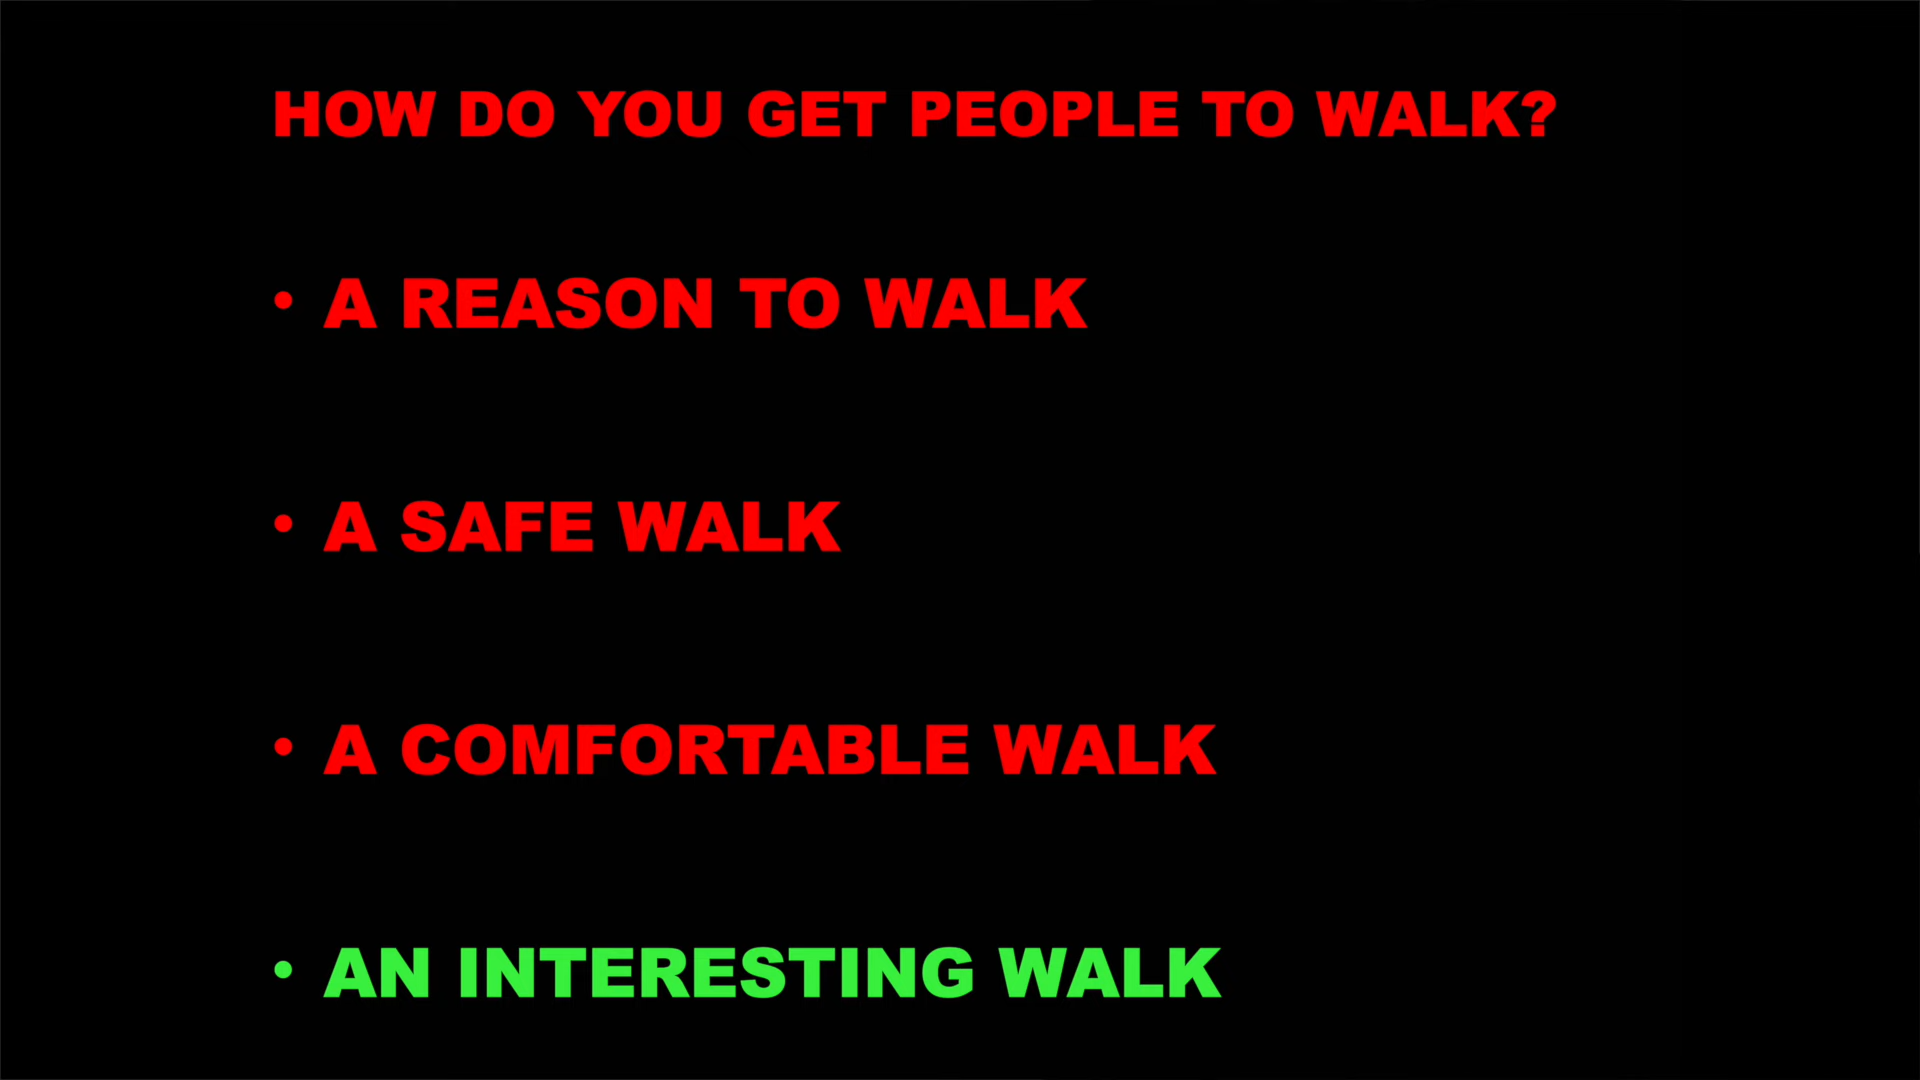 HOW DO YOU GET PEOPLE TO WALK?
• A REASON TO WALK
• A SAFE WALK
• A COMFORTABLE WALK
• AN INTERESTING WALK